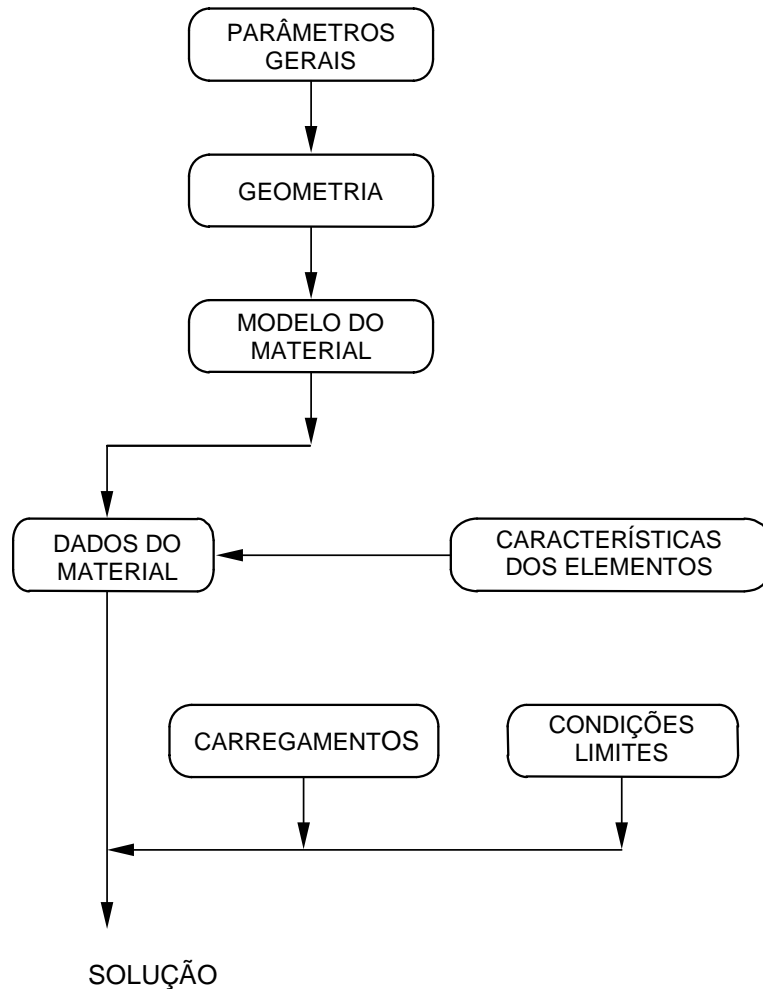 PARÂMETROS
GERAIS
GEOMETRIA
MODELO DO
MATERIAL
DADOS DO
MATERIAL
CARACTERÍSTICAS
DOS ELEMENTOS
CARREGAMENTOS
CONDIÇÕES
LIMITES
SOLUÇÃO